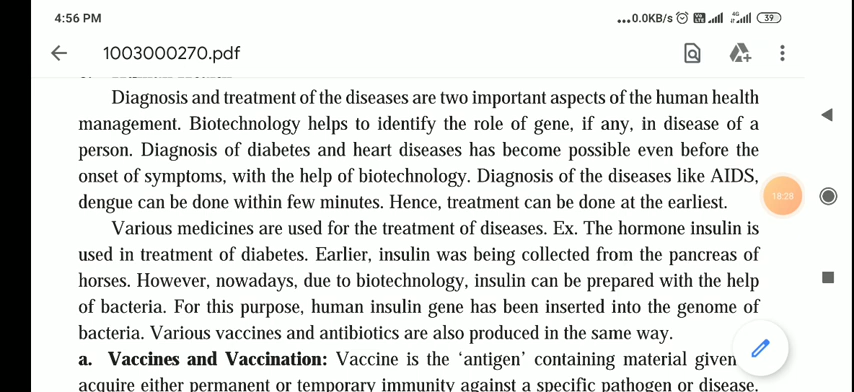 4:56 PM
...0.0KB/s 4G 39
1003000270.pdf
Diagnosis and treatment of the diseases are two important aspects of the human health
management. Biotechnology helps to identify the role of gene, if any, in disease of a
person. Diagnosis of diabetes and heart diseases has become possible even before the
onset of symptoms, with the help of biotechnology. Diagnosis of the diseases like AIDS,
dengue can be done within few minutes. Hence, treatment can be done at the earliest.
18:28
Various medicines are used for the treatment of diseases. Ex. The hormone insulin is
used in treatment of diabetes. Earlier, insulin was being collected from the pancreas of
horses. However, nowadays, due to biotechnology, insulin can be prepared with the help
of bacteria. For this purpose, human insulin gene has been inserted into the genome of
bacteria. Various vaccines and antibiotics are also produced in the same way.
a. Vaccines and Vaccination: Vaccine is the ‘antigen’ containing material given
acquire either permanent or temporary immunity against a specific pathogen or disease.